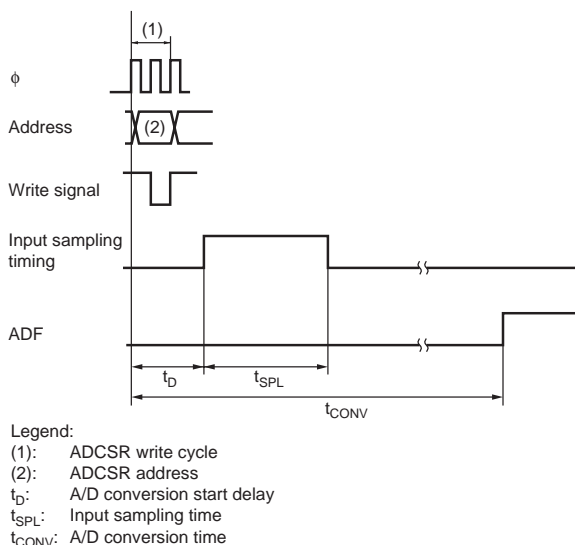 (1)
ϕ
Address
(2)
Write signal
Input sampling
timing
ADF
tD
tSPL
tCONV
Legend:
(1): ADCSR write cycle
(2): ADCSR address
tD: A/D conversion start delay
tSPL: Input sampling time
tCONV: A/D conversion time